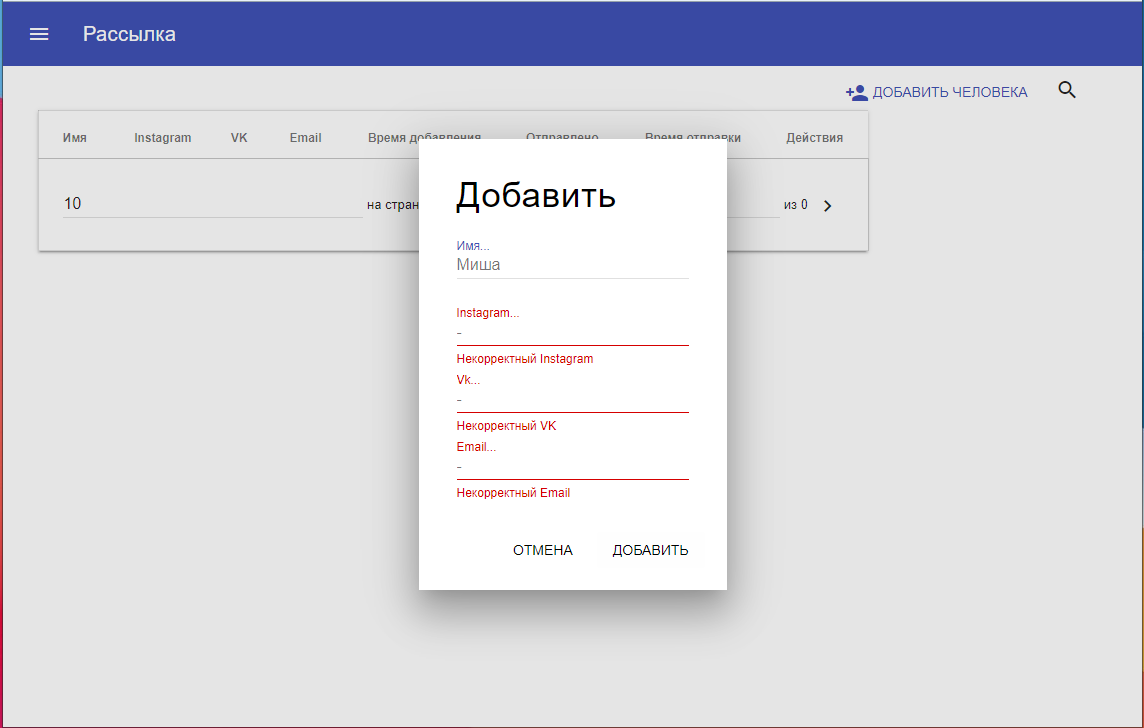 Рассылка
ДОБАВИТЬ ЧЕЛОВЕКА
Имя Instagram VK Email Время добавления Отправлено Время отправки Действия
10 на стран из 0
Добавить
Имя...
Миша
Instagram...
-
Некорректный Instagram
Vk...
-
Некорректный VK
Email...
-
Некорректный Email
ОТМЕНА ДОБАВИТЬ